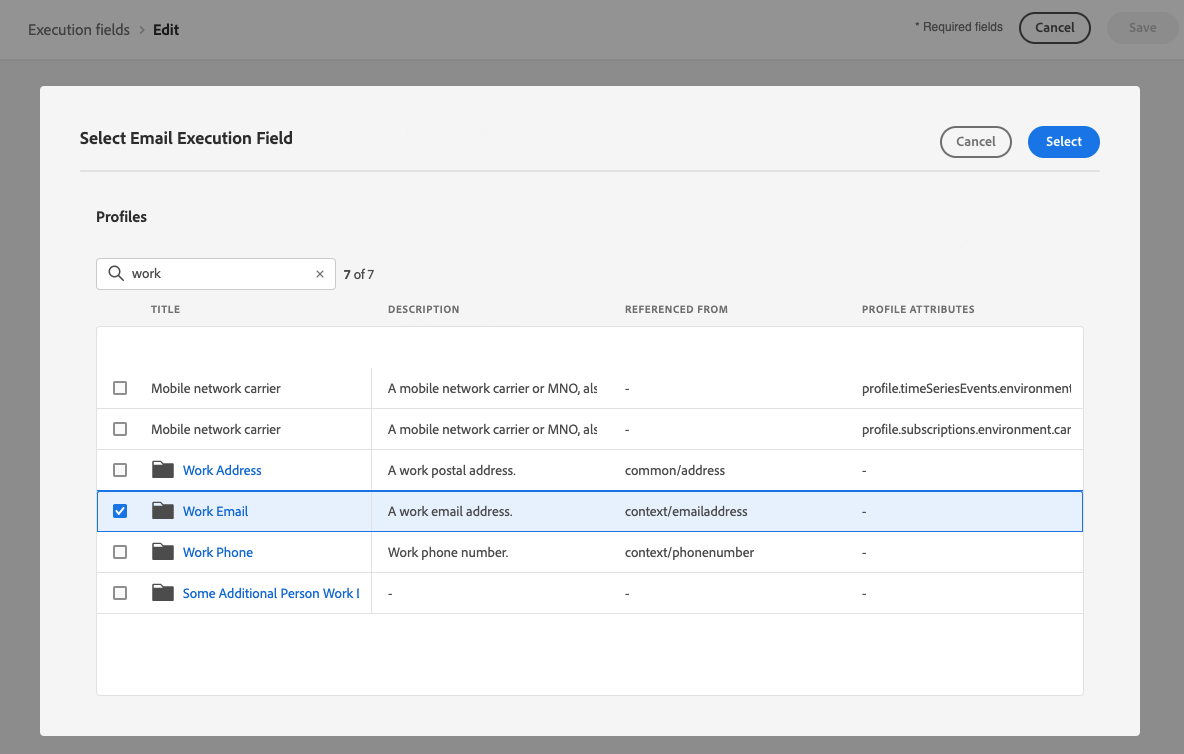 Execution fields > Edit
* Required fields
Cancel
Save
Select Email Execution Field
Cancel
Select
Profiles
work
7 of 7
TITLE DESCRIPTION REFERENCED FROM PROFILE ATTRIBUTES
Mobile network carrier A mobile network carrier or MNO, als - profile.timeSeriesEvents.environment
Mobile network carrier A mobile network carrier or MNO, als - profile.subscriptions.environment.car
Work Address A work postal address. common/address -
Work Email A work email address. context/emailaddress -
Work Phone Work phone number. context/phonenumber -
Some Additional Person Work - - -